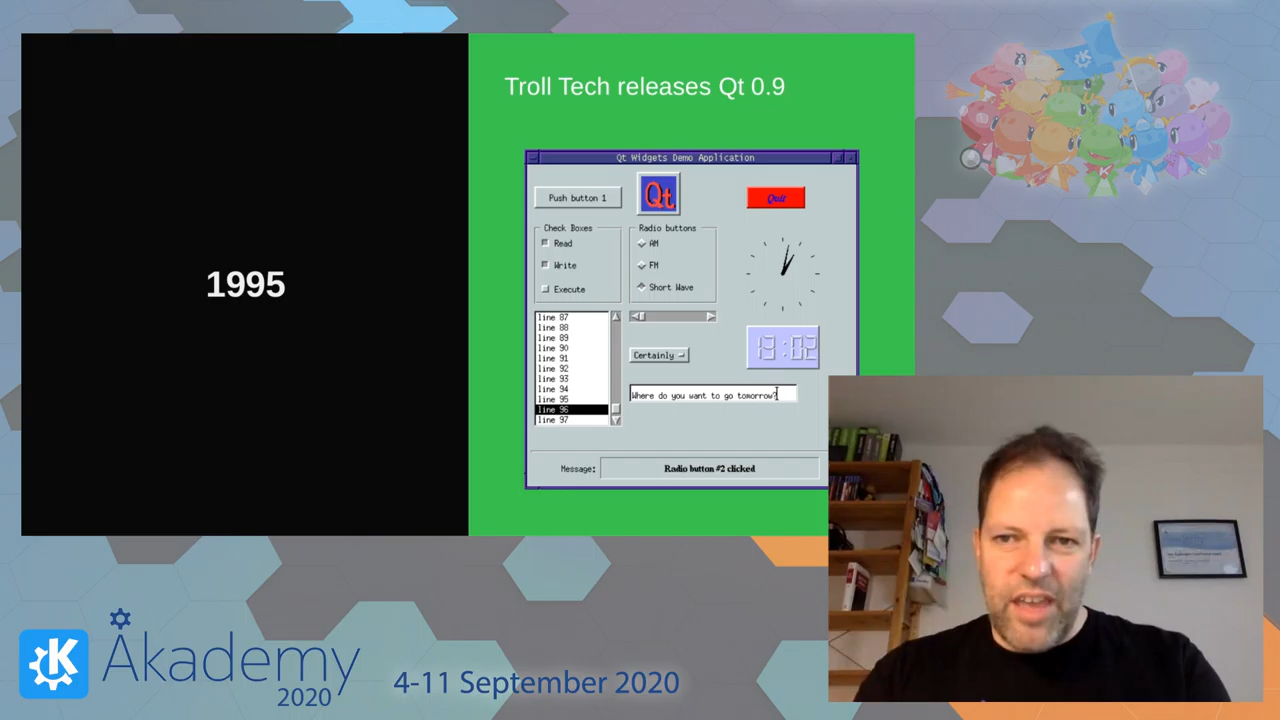 Troll Tech releases Qt 0.9
1995
Qt Widgets Demo Application
Push button 1
Qt
Quit
Check Boxes
Read
Write
Execute
Radio buttons
AM
FM
Short Wave
line 87
line 88
line 89
line 90
line 91
line 92
line 93
line 94
line 95
line 96
line 97
Certainly
13:02
Where do you want to go tomorrow?
Message:
Radio button #2 clicked
K
Akademy
2020
4-11 September 2020